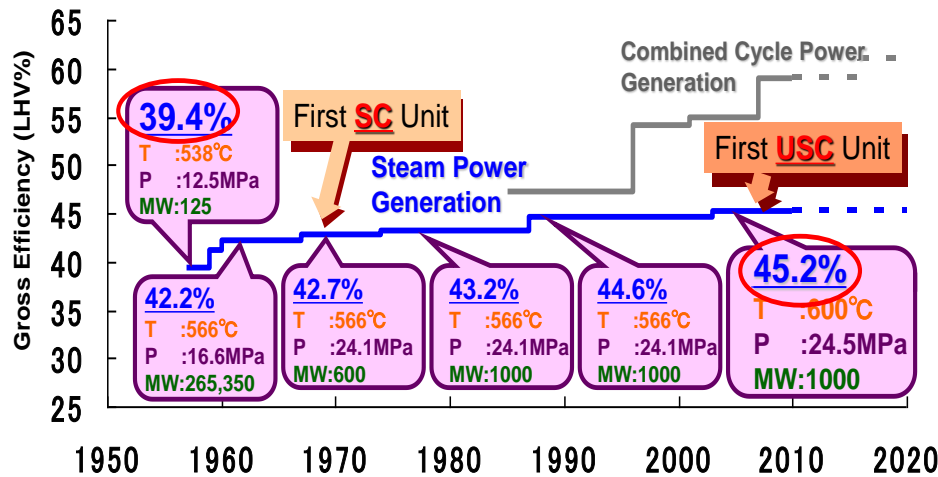 Gross Efficiency (LHV%)
65
60
55
50
45
40
35
30
25
1950
1960
1970
1980
1990
2000
2010
2020
Combined Cycle Power
Generation
First SC Unit
Steam Power
Generation
First USC Unit
39.4%
T :538℃
P :12.5MPa
MW:125
42.2%
T :566℃
P :16.6MPa
MW:265,350
42.7%
T :566℃
P :24.1MPa
MW:600
43.2%
T :566℃
P :24.1MPa
MW:1000
44.6%
T :566℃
P :24.1MPa
MW:1000
45.2%
T :600℃
P :24.5MPa
MW:1000